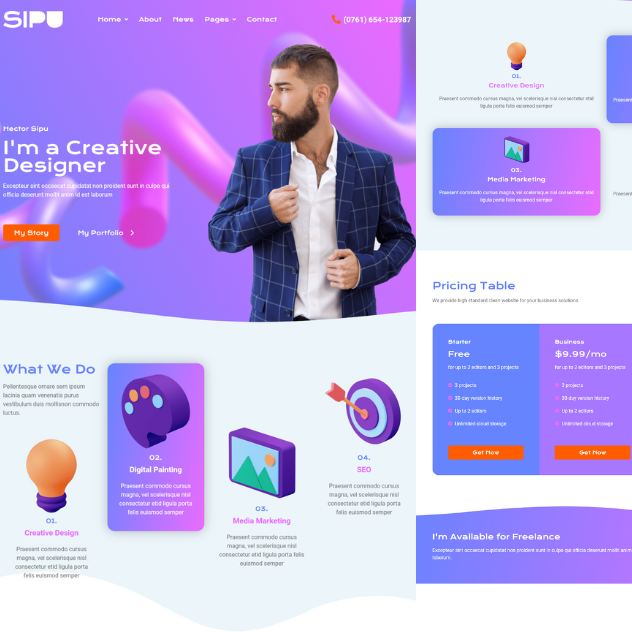 SIPU
Home
About
News
Pages
Contact
(0761) 654-123987
Hector Sipu
I'm a Creative
Designer
Excepteur sint occaecat cupidatat non proident sunt in culpa qui
officia deserunt mollit anim id est laborum
My Story
My Portfolio
What We Do
Pellentesque ornare sem ipsum
lacinia quam venenatis purus
vestibulum duis mollisnon commodo
luctus.
01.
Creative Design
Praesent commodo cursus
magna, vel scelerisque nisl
consectetur etid ligula porta
felis euismod semper
02.
Digital Painting
Praesent commodo cursus
magna, vel scelerisque nisl
consectetur etid ligula porta
felis euismod semper
03.
Media Marketing
Praesent commodo cursus
magna, vel scelerisque nisl
consectetur etid ligula porta felis
euismod semper
04.
SEO
Praesent commodo cursus
magna, vel scelerisque nisl
consectetur etid ligula porta
felis euismod semper
01.
Creative Design
Praesent commodo cursus magna, vel scelerisque nisl consectetur etid
ligula porta felis euismod semper
Praesent
03.
Media Marketing
Praesent commodo cursus magna, vel scelerisque nisl consectetur etid
ligula porta felis euismod semper
Praesent
Pricing Table
We provide high standard clean website for your business solutions
Starter
Free
for up to 2 editors and 3 projects
3 projects
30-day version history
Up to 2 editors
Unlimited cloud storage
Get Now
Business
$9.99/mo
for up to 2 editors and 3 projects
3 projects
30-day version history
Up to 2 editors
Unlimited cloud storage
Get Now
I'm Available for Freelance
Excepteur sint occaecat cupidatat non proident sunt in culpa qui officia deserunt mollit anim
laborum.